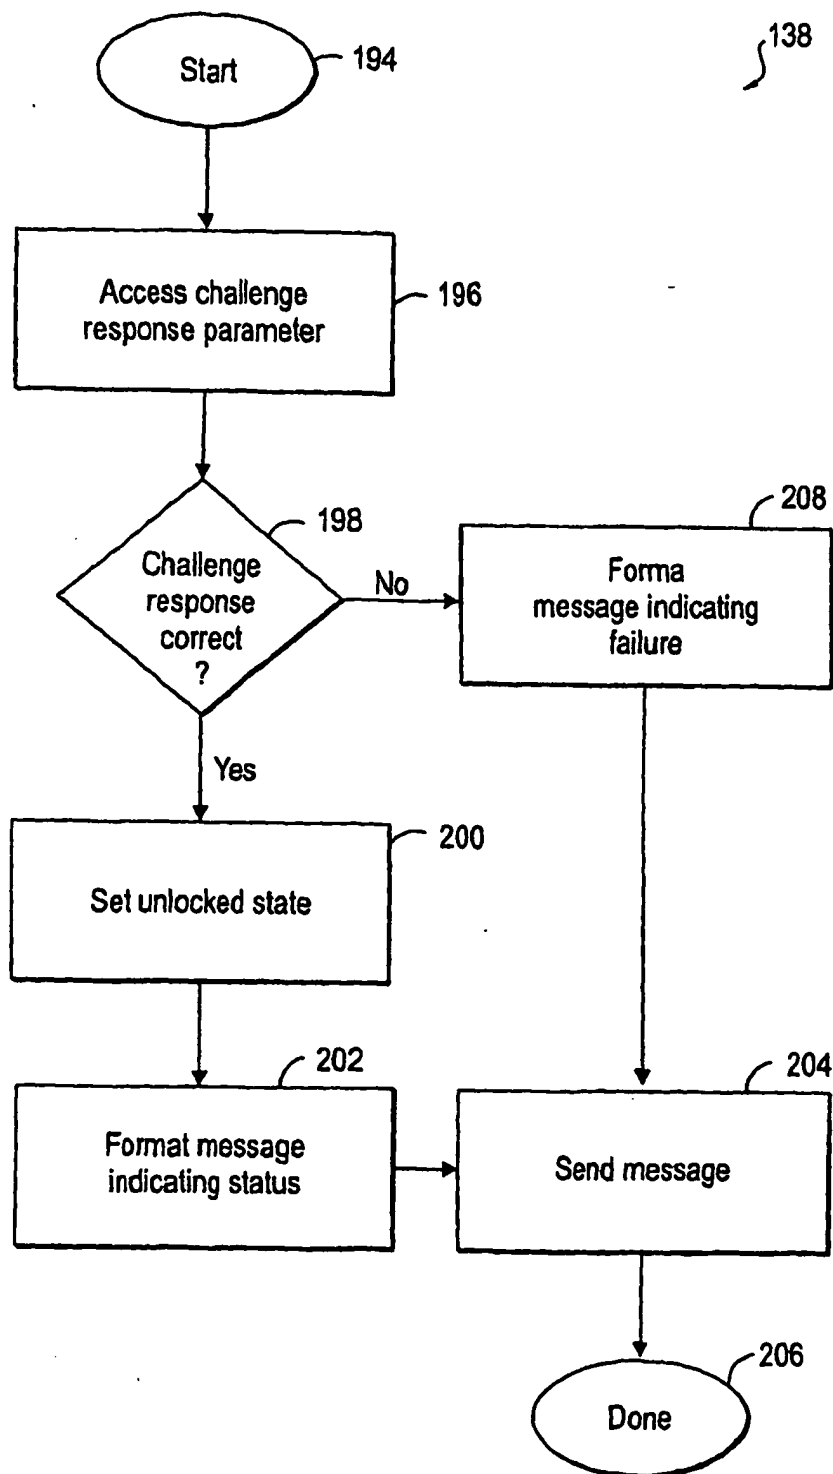 138
Start
194
Access challenge
response parameter
196
Challenge
response
correct
?
198
No
Forma
message indicating
failure
208
Yes
Set unlocked state
200
Format message
indicating status
202
Send message
204
Done
206